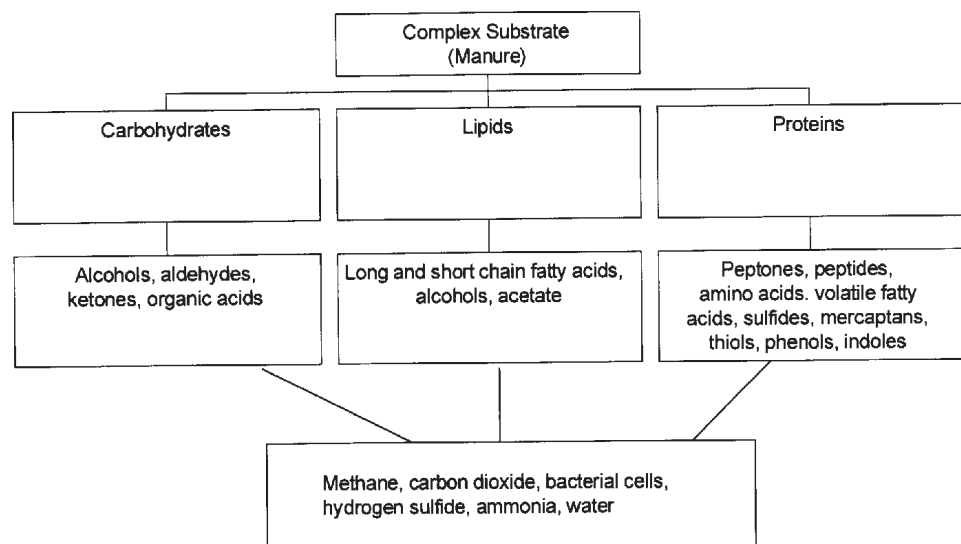 Complex Substrate
(Manure)
Carbohydrates
Lipids
Proteins
Alcohols, aldehydes,
ketones, organic acids
Long and short chain fatty acids,
alcohols, acetate
Peptones, peptides,
amino acids. volatile fatty
acids, sulfides, mercaptans,
thiols, phenols, indoles
Methane, carbon dioxide, bacterial cells,
hydrogen sulfide, ammonia, water